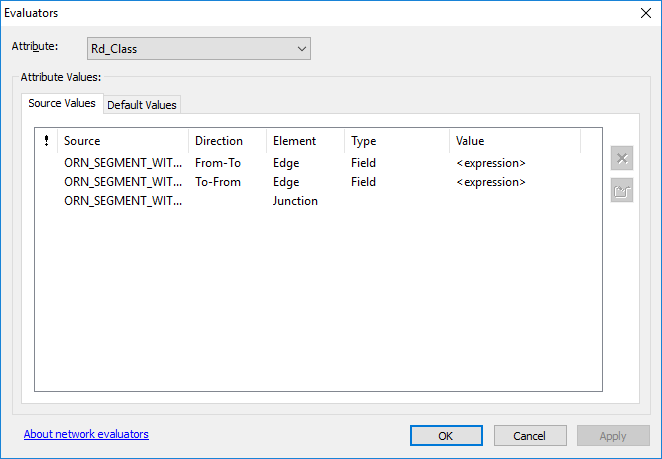 Evaluators
Attribute: Rd_Class
Attribute Values:
Source Values Default Values
! Source Direction Element Type Value
ORN_SEGMENT_WIT... From-To Edge Field <expression>
ORN_SEGMENT_WIT... To-From Edge Field <expression>
ORN_SEGMENT_WIT... Junction
About network evaluators OK Cancel Apply